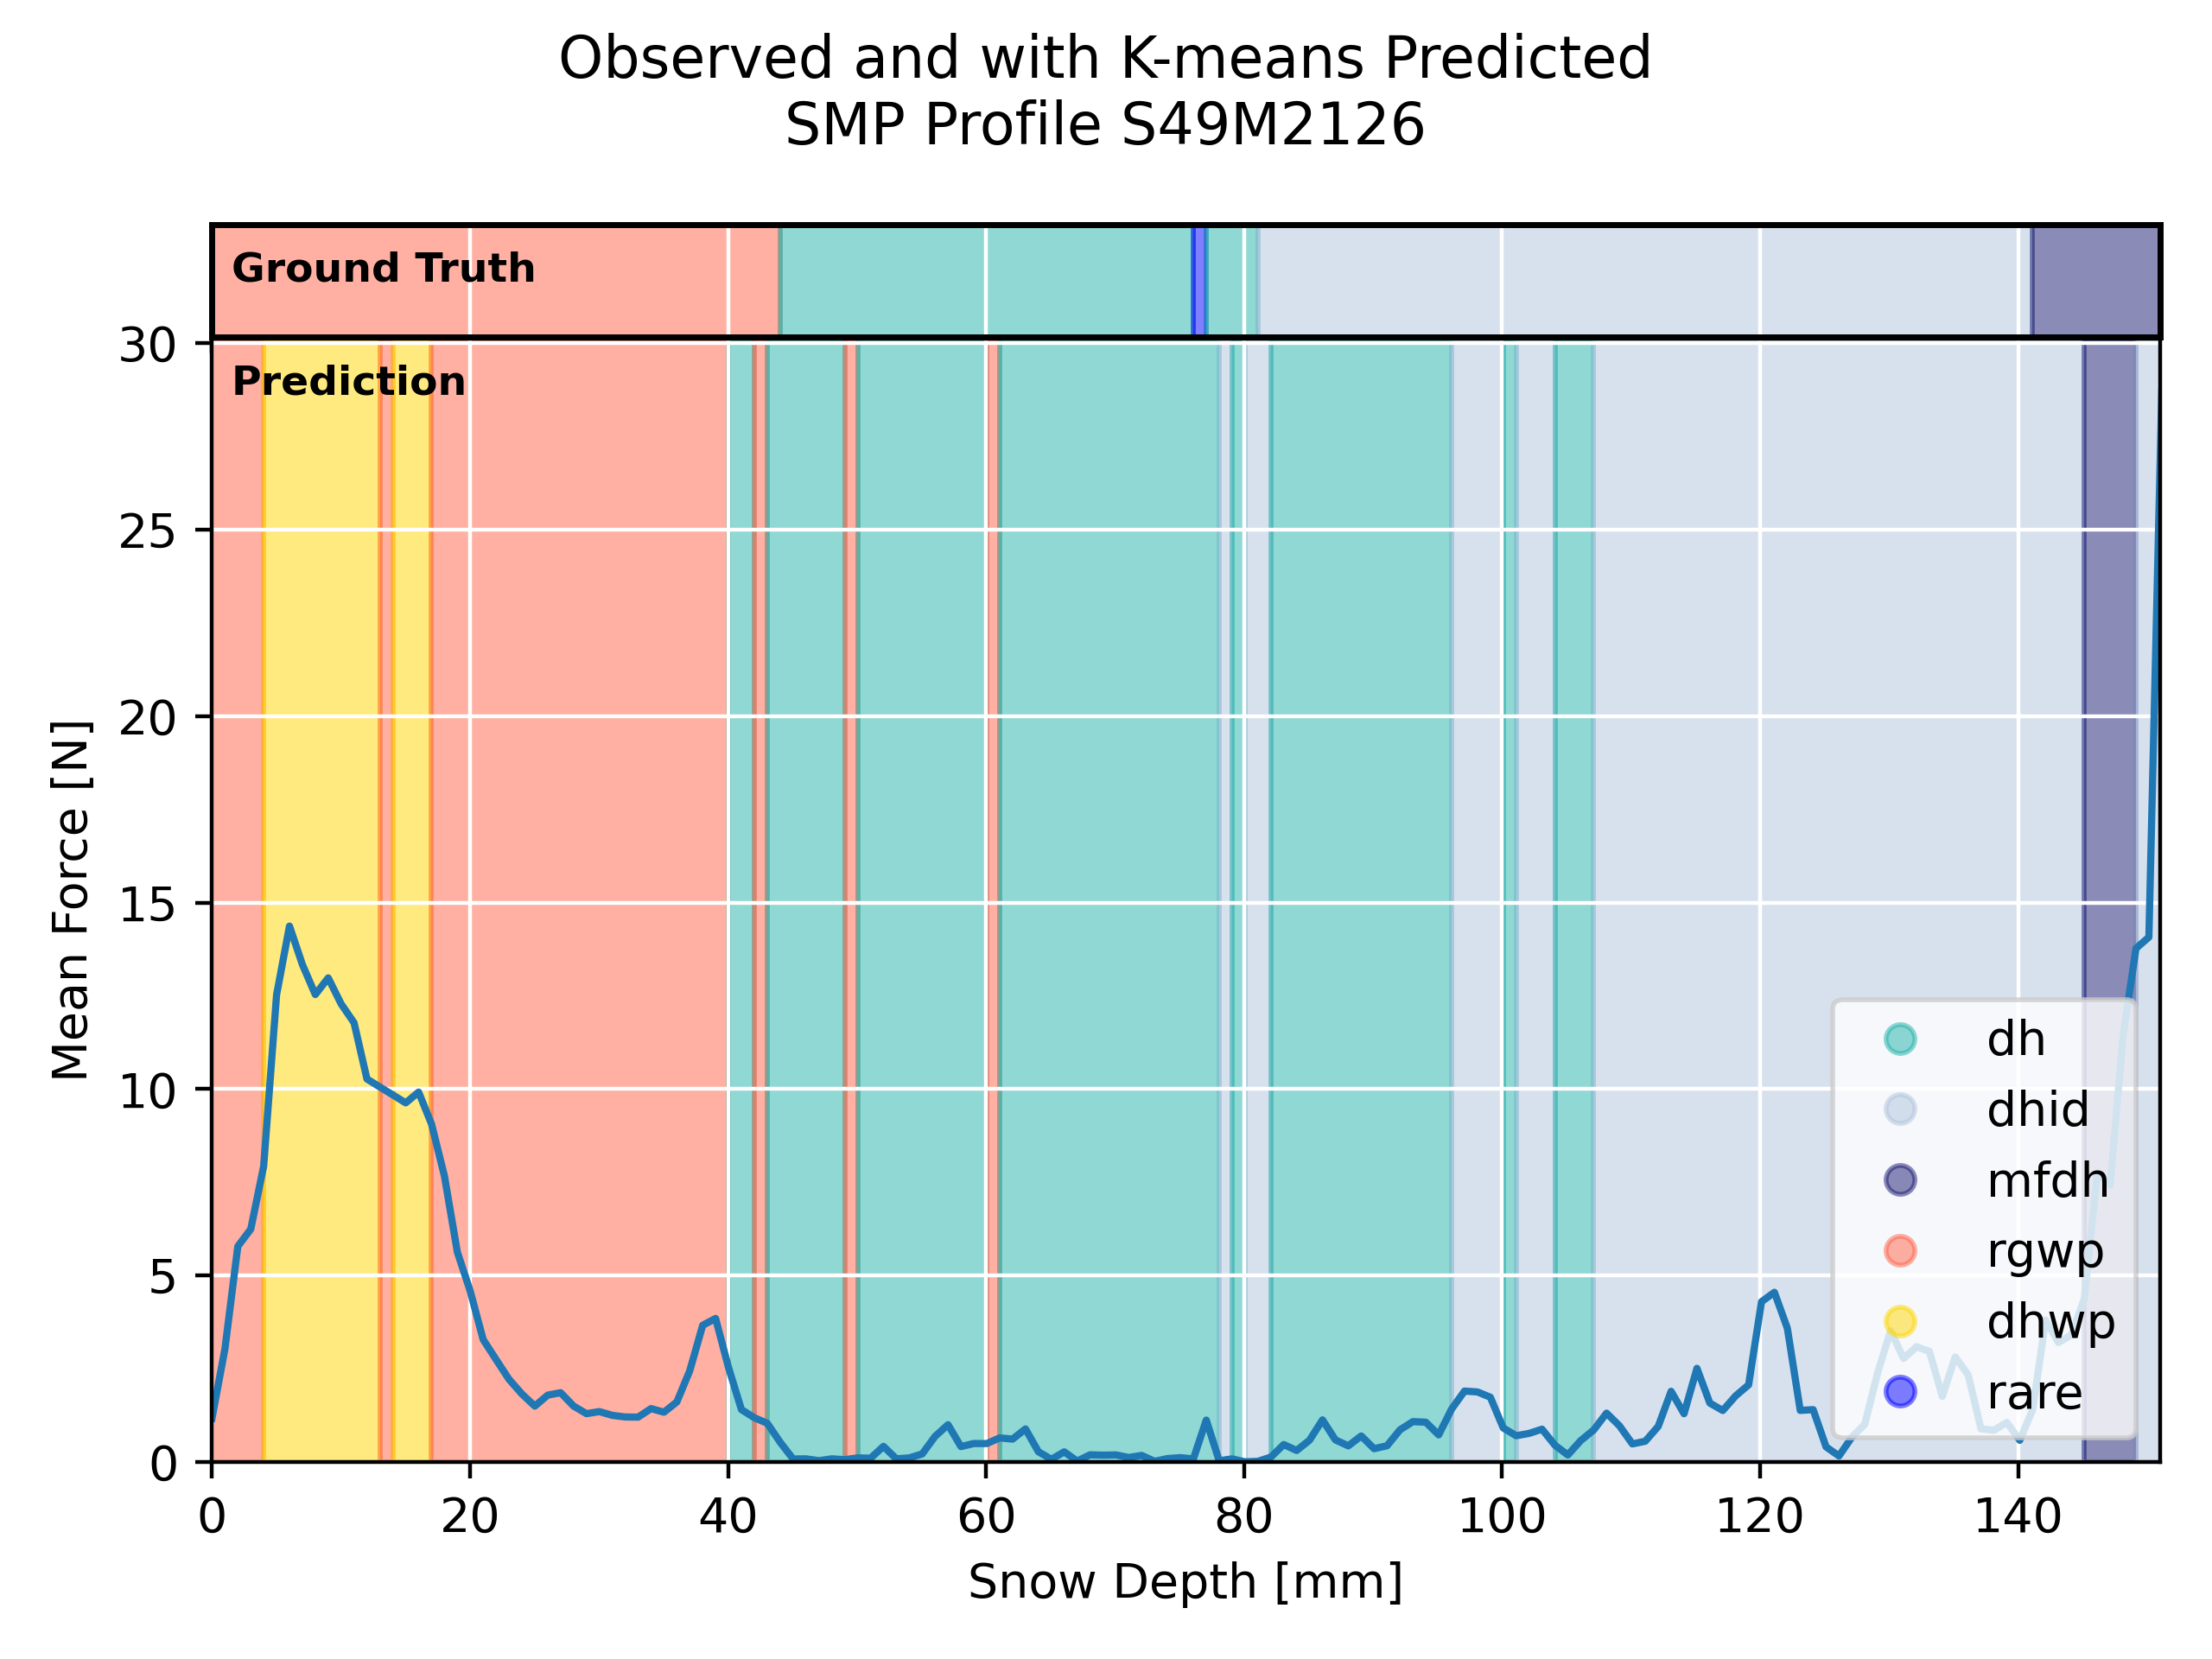 Observed and with K-means Predicted
SMP Profile S49M2126
Ground Truth
Prediction
30
25
20
15
10
5
0
Mean Force [N]
0 20 40 60 80 100 120 140
Snow Depth [mm]
dh
dhid
mfdh
rgwp
dhwp
rare